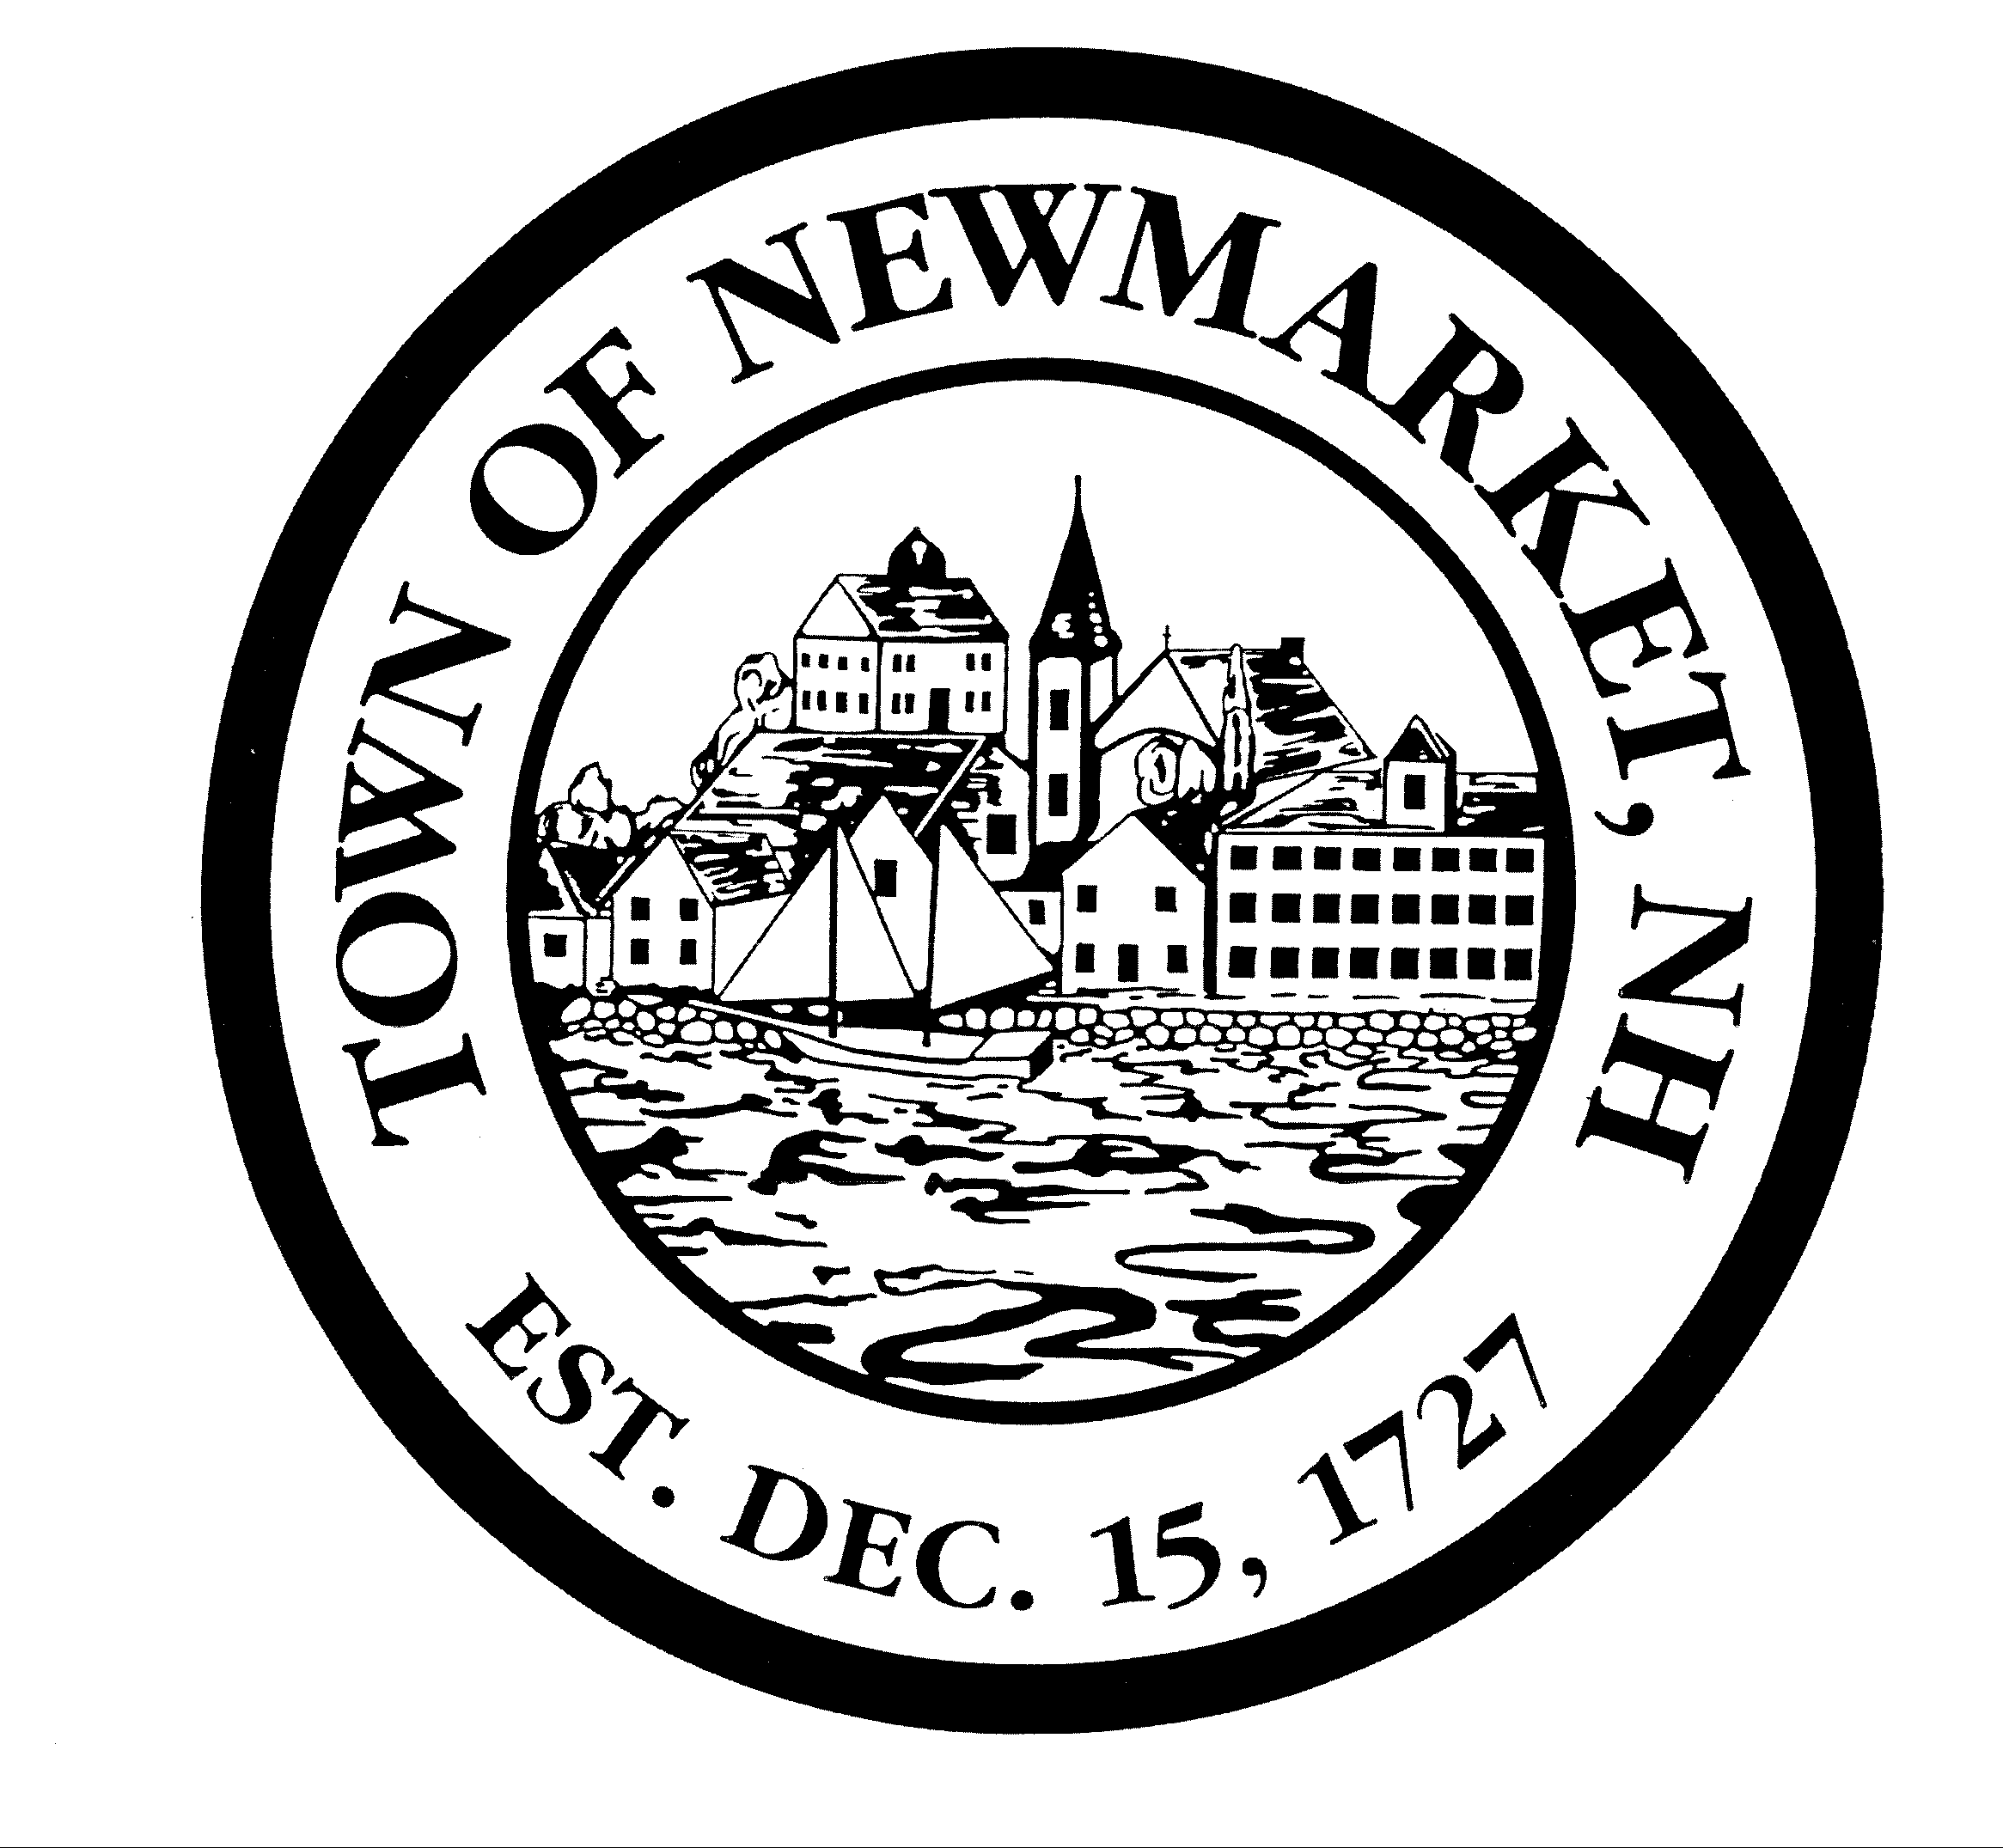 TOWN OF NEWMARKET, NH
EST. DEC. 15, 1727